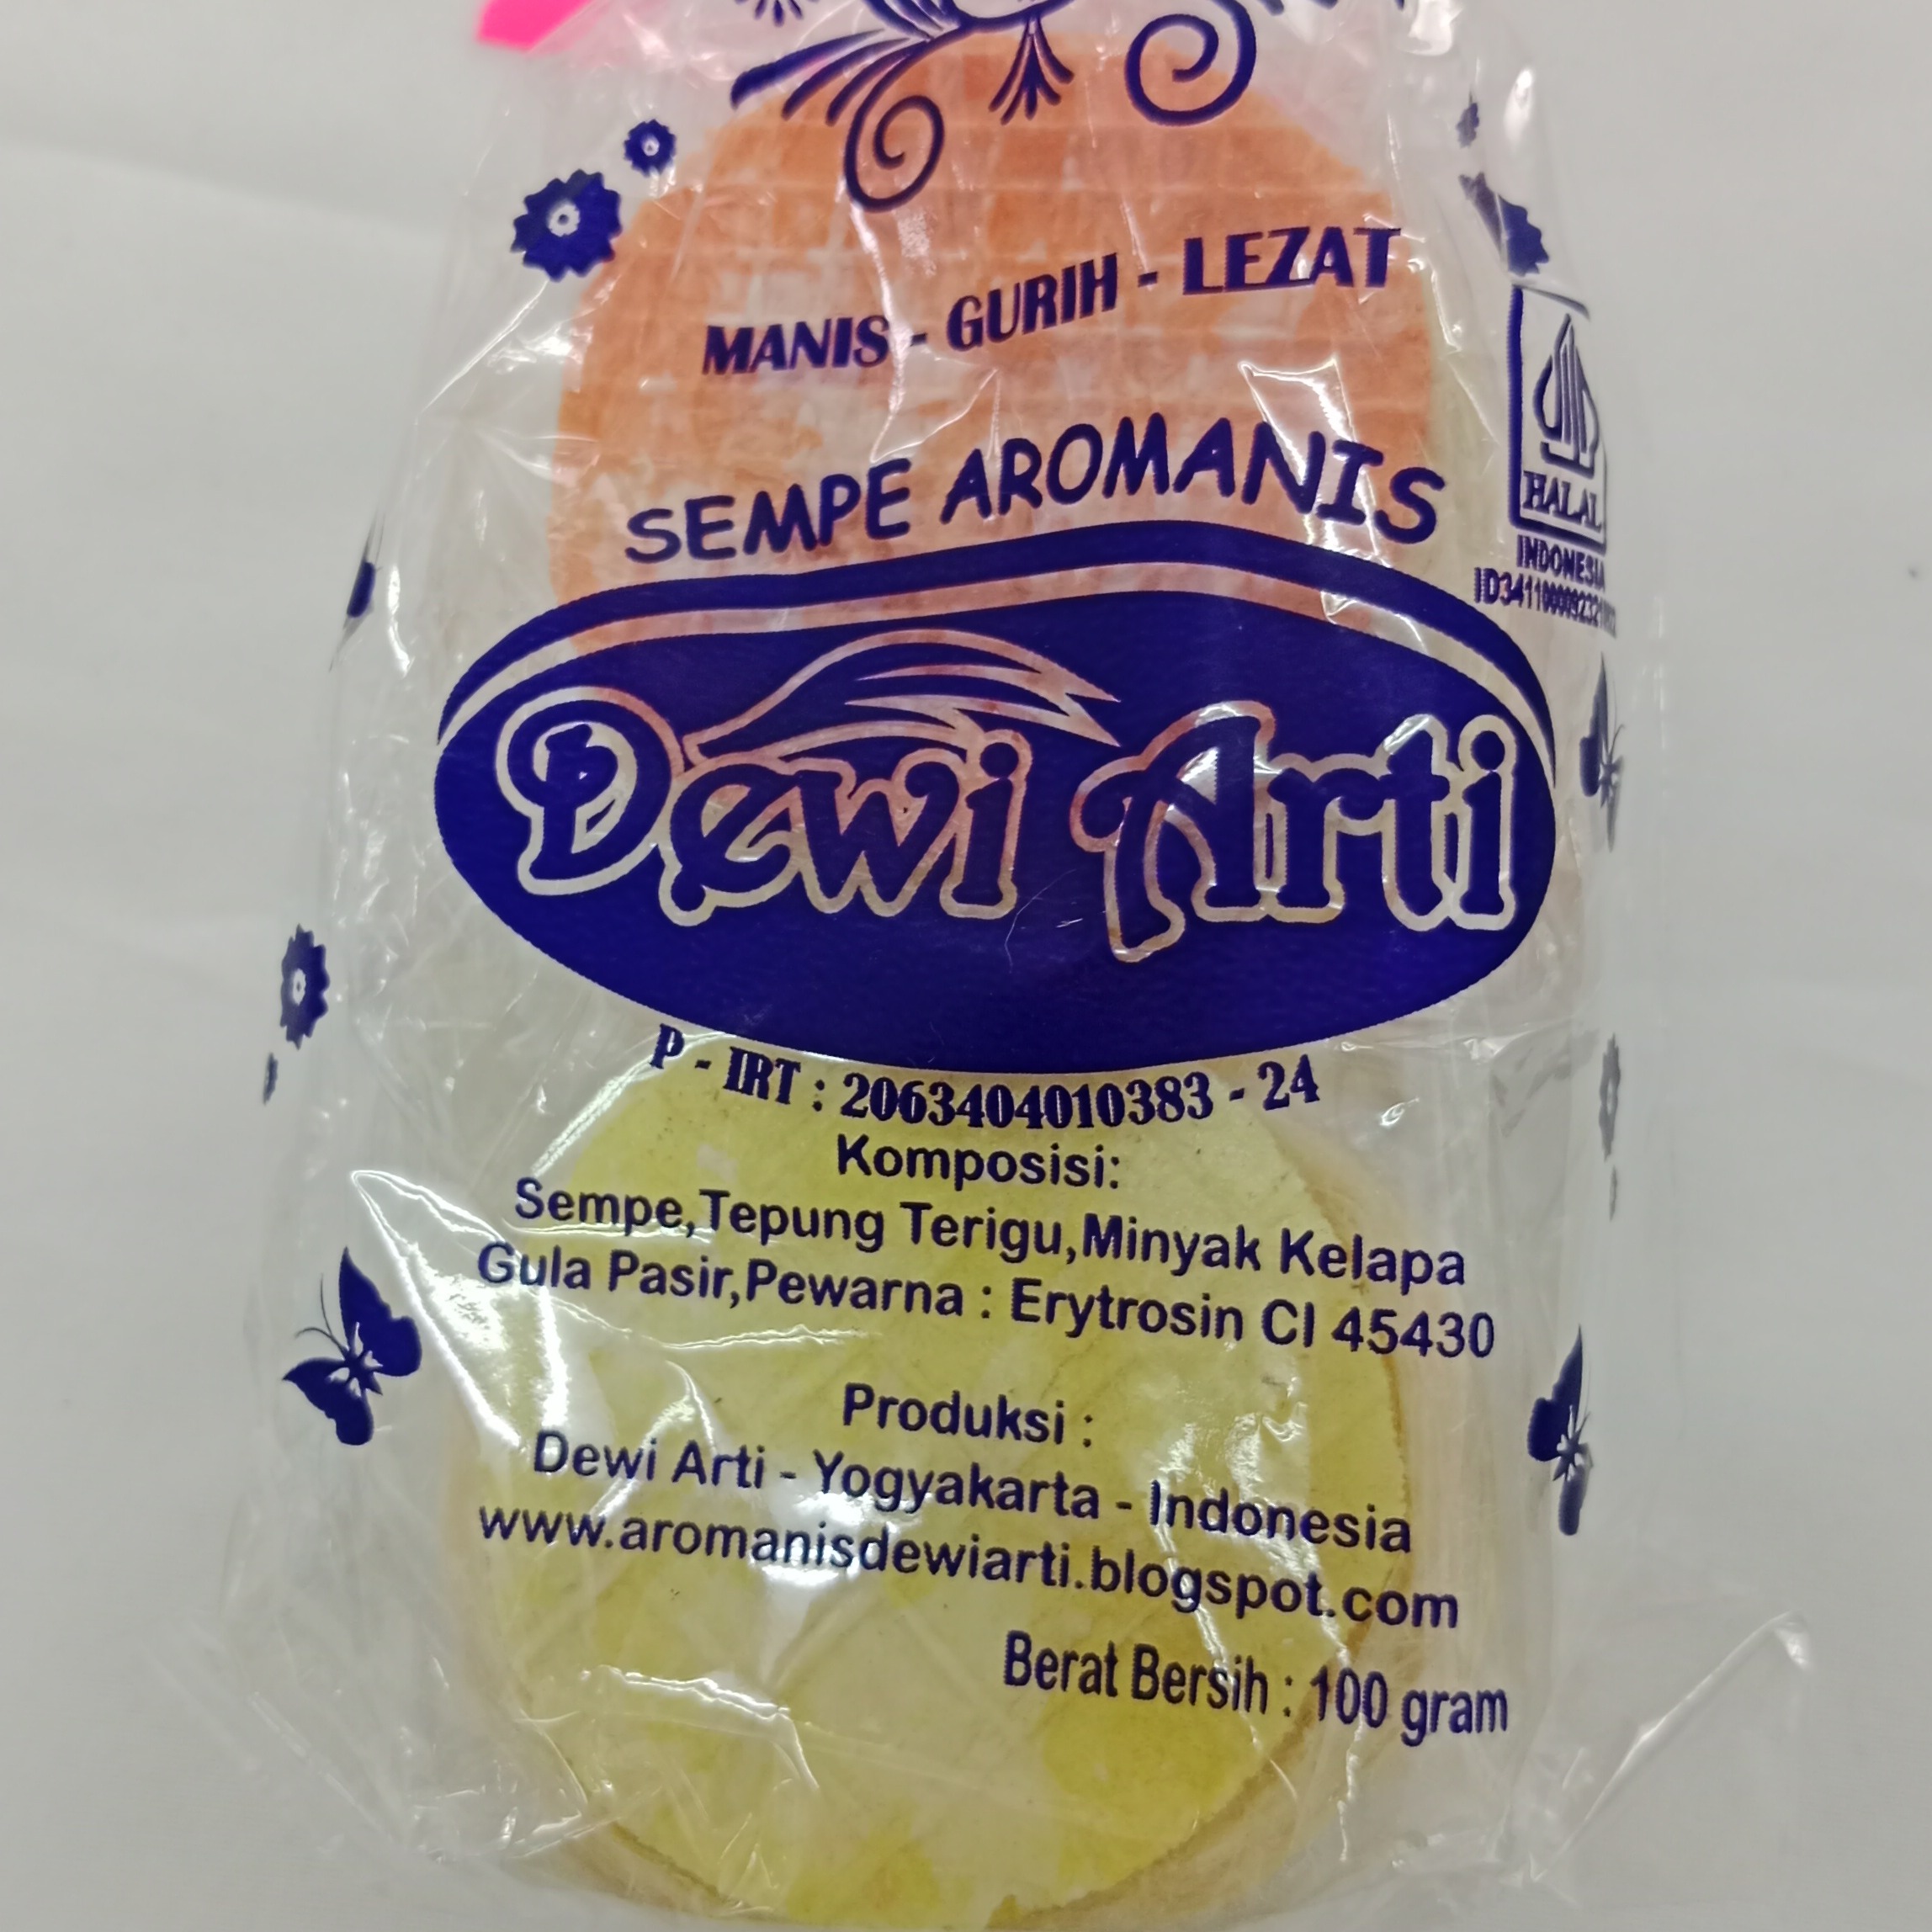 MANIS - GURIH - LEZAT
SEMPE AROMANIS
HALAL
INDONESIA
Dewi Arti
P - IRT : 2063404010383 - 24
Komposisi:
Sempe,Tepung Terigu,Minyak Kelapa
Gula Pasir,Pewarna : Erytrosin CI 45430
Produksi :
Dewi Arti - Yogyakarta - Indonesia
www.aromanisdewiarti.blogspot.com
Berat Bersih : 100 gram